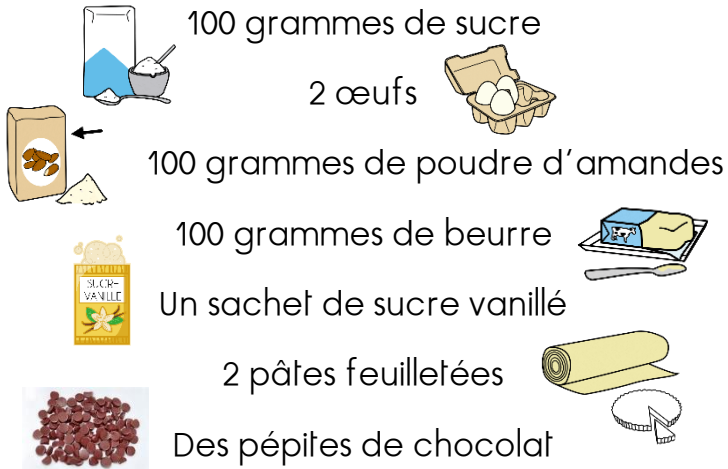 100 grammes de sucre
2 œufs
100 grammes de poudre d'amandes
100 grammes de beurre
SUCRE-
VANILLE
Un sachet de sucre vanillé
2 pâtes feuilletées
Des pépites de chocolat